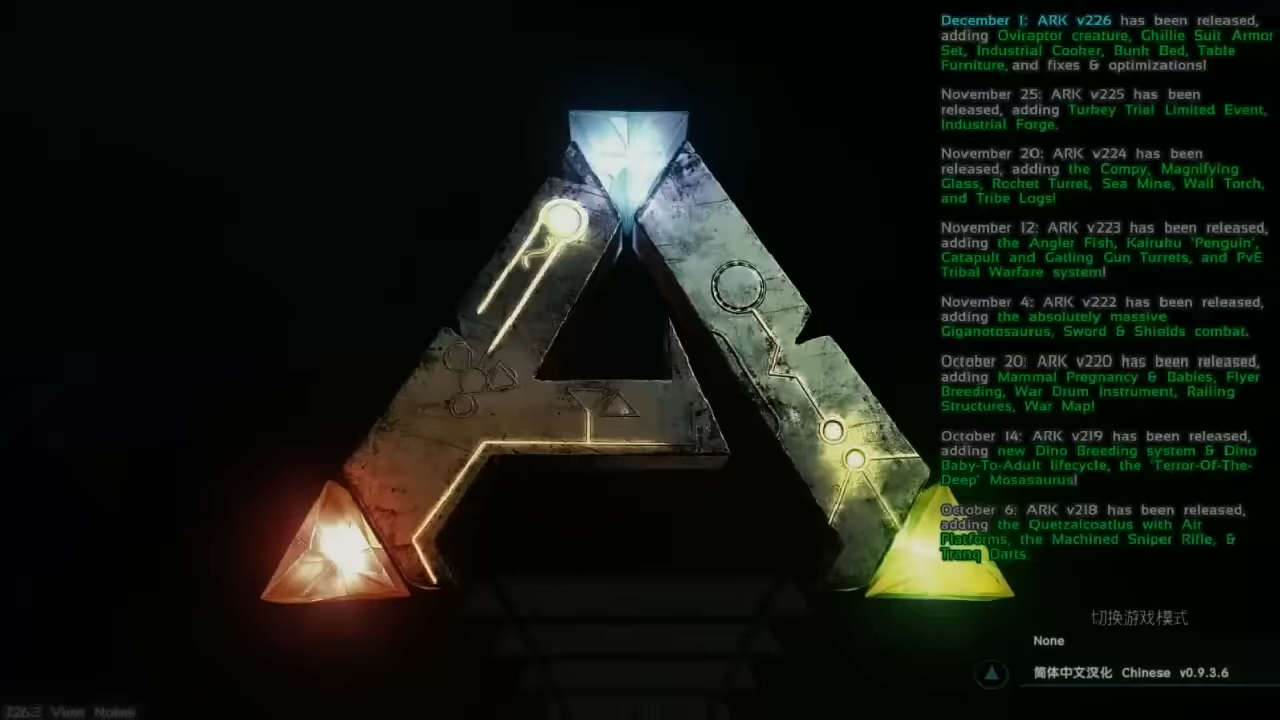 December 1: ARK v226 has been released,
adding Oviraptor creature, Ghillie Suit Armor
Set, Industrial Cooker, Bunk Bed, Table
Furniture, and fixes & optimizations!
November 25: ARK v225 has been
released, adding Turkey Trial Limited Event,
Industrial Forge.
November 20: ARK v224 has been
released, adding the Compy, Magnifying
Glass, Rocket Turret, Sea Mine, Wall Torch,
and Tribe Logs!
November 12: ARK v223 has been released,
adding the Angler Fish, Kairuku 'Penguin',
Catapult and Gatling Gun Turrets, and PvE
Tribal Warfare system!
November 4: ARK v222 has been released,
adding the absolutely massive
Giganotosaurus, Sword & Shields combat.
October 20: ARK v220 has been released,
adding Mammal Pregnancy & Babies, Flyer
Breeding, War Drum Instrument, Railing
Structures, War Map!
October 14: ARK v219 has been released,
adding new Dino Breeding system & Dino
Baby-To-Adult lifecycle, the 'Terror-Of-The-
Deep' Mosasaurus!
October 6: ARK v218 has been released,
adding the Quetzalcoatlus with Air
Platforms, the Machined Sniper Rifle, &
Tranq Darts.
切换游戏模式
None
简体中文汉化 Chinese v0.9.3.6
226.2 View Notes